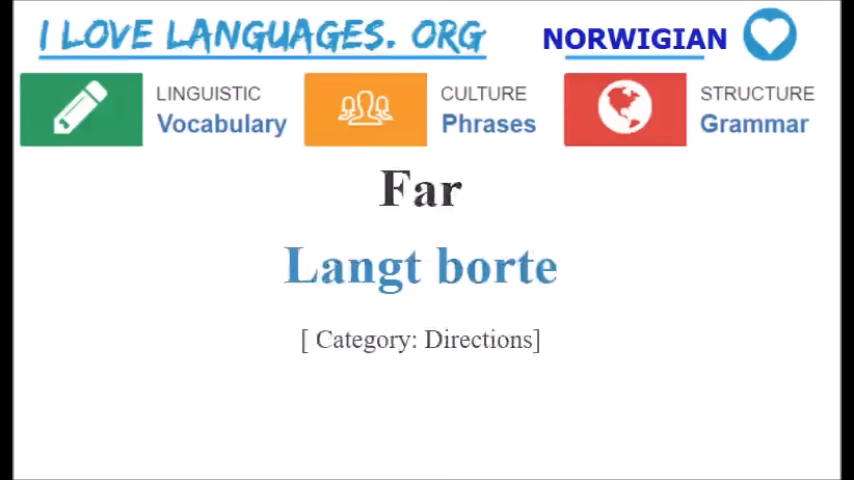 I LOVE LANGUAGES. ORG
NORWIGIAN
LINGUISTIC
Vocabulary
CULTURE
Phrases
STRUCTURE
Grammar
Far
Langt borte
[ Category: Directions]